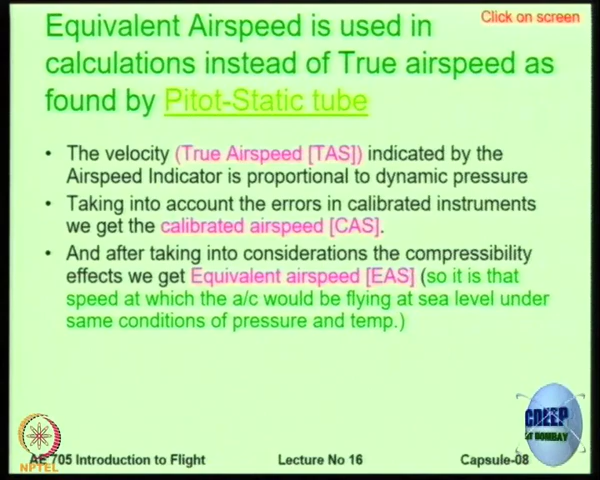 Click on screen
Equivalent Airspeed is used in
calculations instead of True airspeed as
found by Pitot-Static tube
• The velocity (True Airspeed [TAS]) indicated by the
Airspeed Indicator is proportional to dynamic pressure
• Taking into account the errors in calibrated instruments
we get the calibrated airspeed [CAS].
• And after taking into considerations the compressibility
effects we get Equivalent airspeed [EAS] (so it is that
speed at which the a/c would be flying at sea level under
same conditions of pressure and temp.)
CDEEP
IIT BOMBAY
AE 705 Introduction to Flight
Lecture No 16
Capsule-08
NPTEL